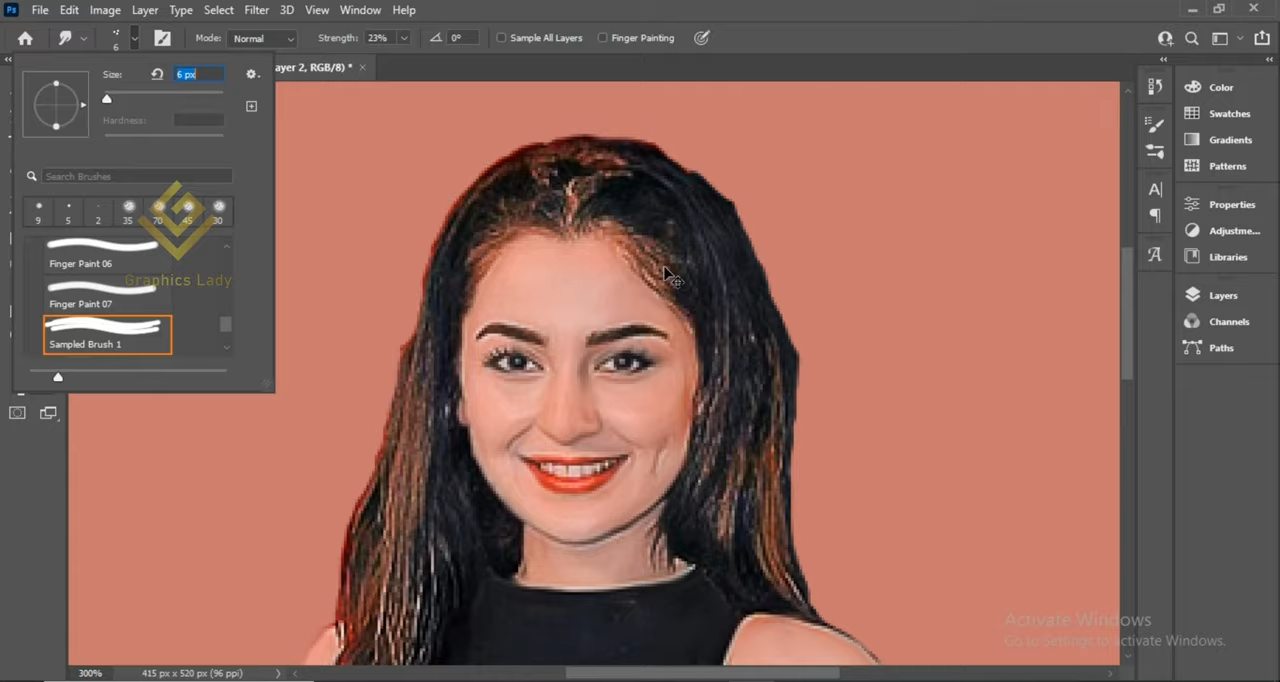 Ps File Edit Image Layer Type Select Filter 3D View Window Help
6 Mode: Normal Strength: 23% 0° Sample All Layers Finger Painting
ayer 2, RGB/8) *
Size: 6 px
Hardness:
Search Brushes
9 5 2 35 70 45 30
Finger Paint 06
Graphics Lady
Finger Paint 07
Sampled Brush 1
Color
Swatches
Gradients
Patterns
Properties
Adjustme...
Libraries
Layers
Channels
Paths
Activate Windows
Go to Settings to activate Windows.
300% 415 px x 520 px (96 ppi)